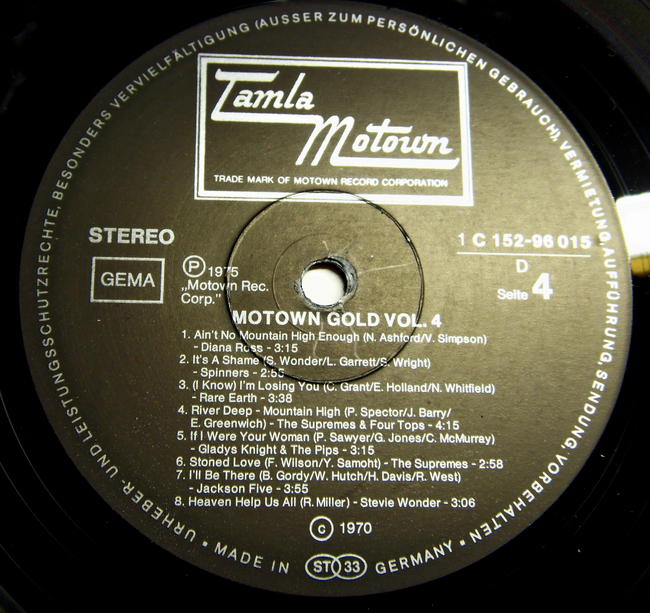 URHEBER- UND LEISTUNGSSCHUTZRECHTE, BESONDERS VERVIELFÄLTIGUNG (AUSSER ZUM PERSÖNLICHEN GEBRAUCH), VERMIETUNG, AUFFÜHRUNG, SENDUNG, VORBEHALTEN
Tamla
Motown
TRADE MARK OF MOTOWN RECORD CORPORATION
STEREO
GEMA
Ⓟ 1975
„Motown Rec.
Corp."
1 C 152-96 015
D
Seite 4
MOTOWN GOLD VOL. 4
1. Ain't No Mountain High Enough (N. Ashford/V. Simpson)
- Diana Ross - 3:15
2. It's A Shame (S. Wonder/L. Garrett/S. Wright)
- Spinners - 2:55
3. (I Know) I'm Losing You (C. Grant/E. Holland/N. Whitfield)
- Rare Earth - 3:38
4. River Deep - Mountain High (P. Spector/J. Barry/
E. Greenwich) - The Supremes & Four Tops - 4:15
5. If I Were Your Woman (P. Sawyer/G. Jones/C. McMurray)
- Gladys Knight & The Pips - 3:15
6. Stoned Love (F. Wilson/Y. Samoht) - The Supremes - 2:58
7. I'll Be There (B. Gordy/W. Hutch/H. Davis/R. West)
- Jackson Five - 3:55
8. Heaven Help Us All (R. Miller) - Stevie Wonder - 3:06
© 1970
▪ MADE IN ST 33 GERMANY ▪